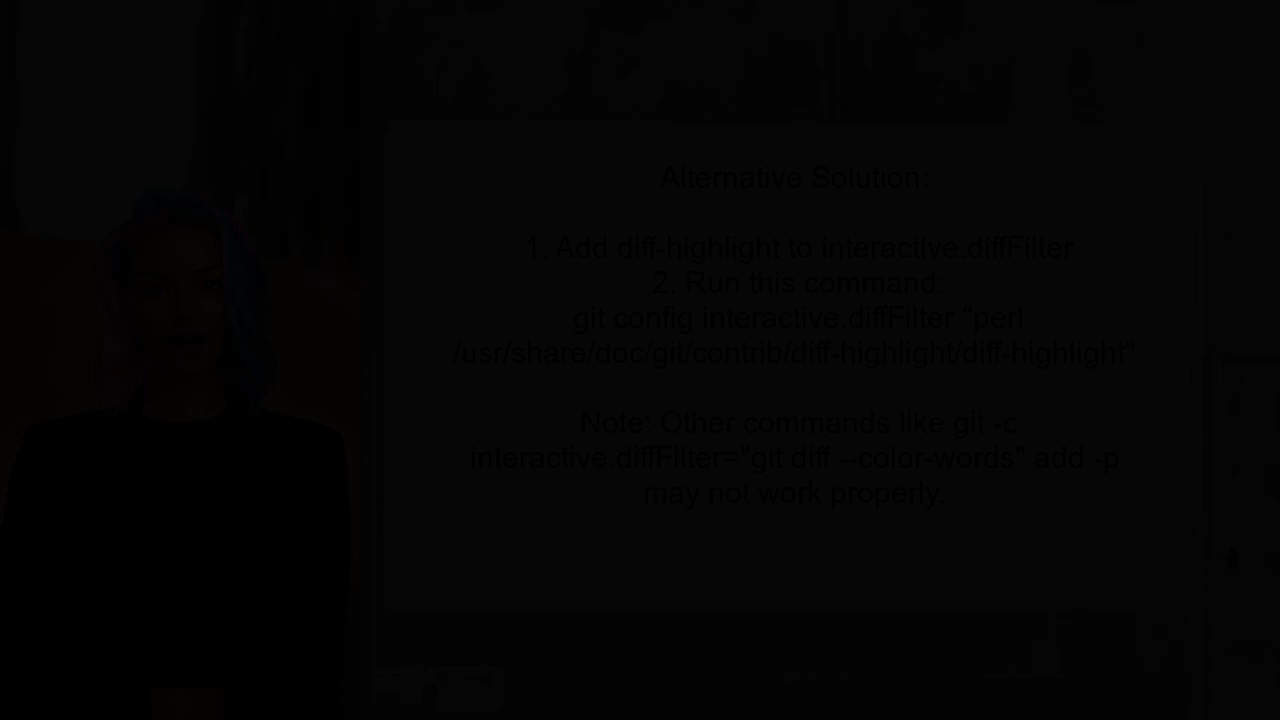 Alternative Solution:
1. Add diff-highlight to interactive.diffFilter
2. Run this command:
git config interactive.diffFilter "perl
/usr/share/doc/git/contrib/diff-highlight/diff-highlight"
Note: Other commands like git -c
interactive.diffFilter="git diff --color-words" add -p
may not work properly.